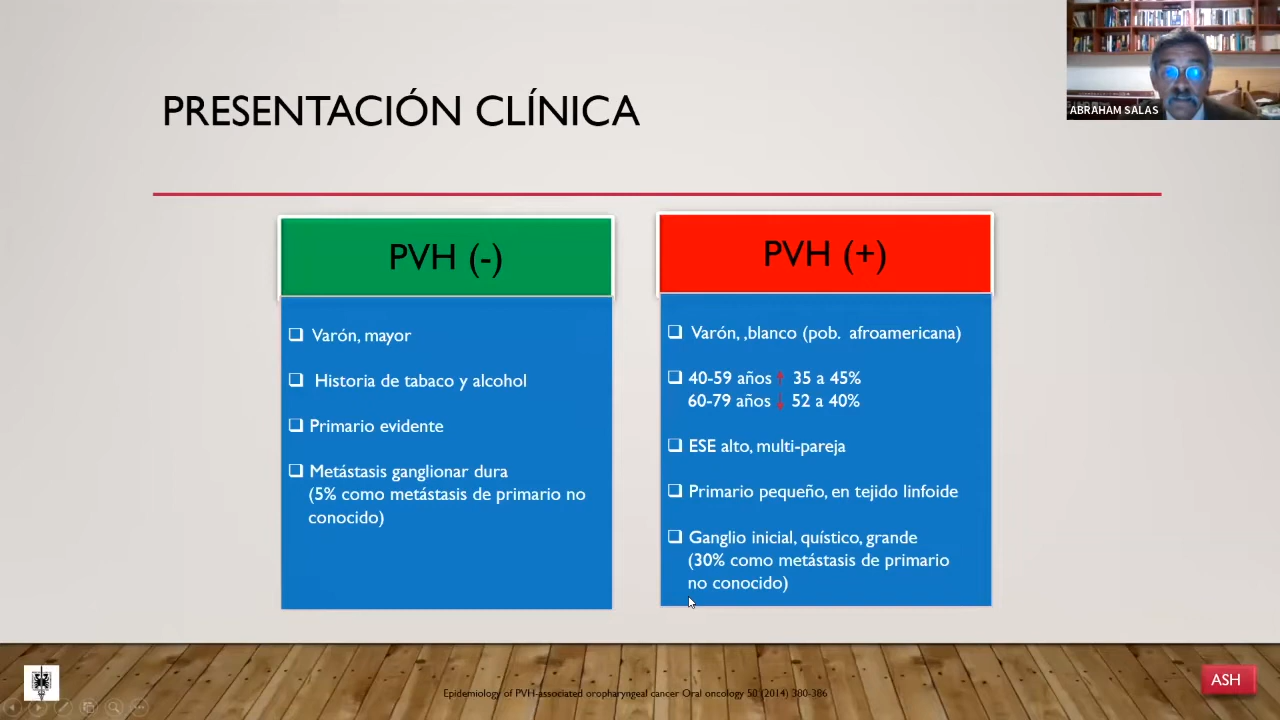 ABRAHAM SALAS
PRESENTACIÓN CLÍNICA
PVH (-)
Varón, mayor
Historia de tabaco y alcohol
Primario evidente
Metástasis ganglionar dura
(5% como metástasis de primario no
conocido)
PVH (+)
Varón, ,blanco (pob. afroamericana)
40-59 años 35 a 45%
60-79 años 52 a 40%
ESE alto, multi-pareja
Primario pequeño, en tejido linfoide
Ganglio inicial, quístico, grande
(30% como metástasis de primario
no conocido)
Epidemiology of PVH-associated oropharyngeal cancer Oral oncology 50 (2014) 380-386
ASH